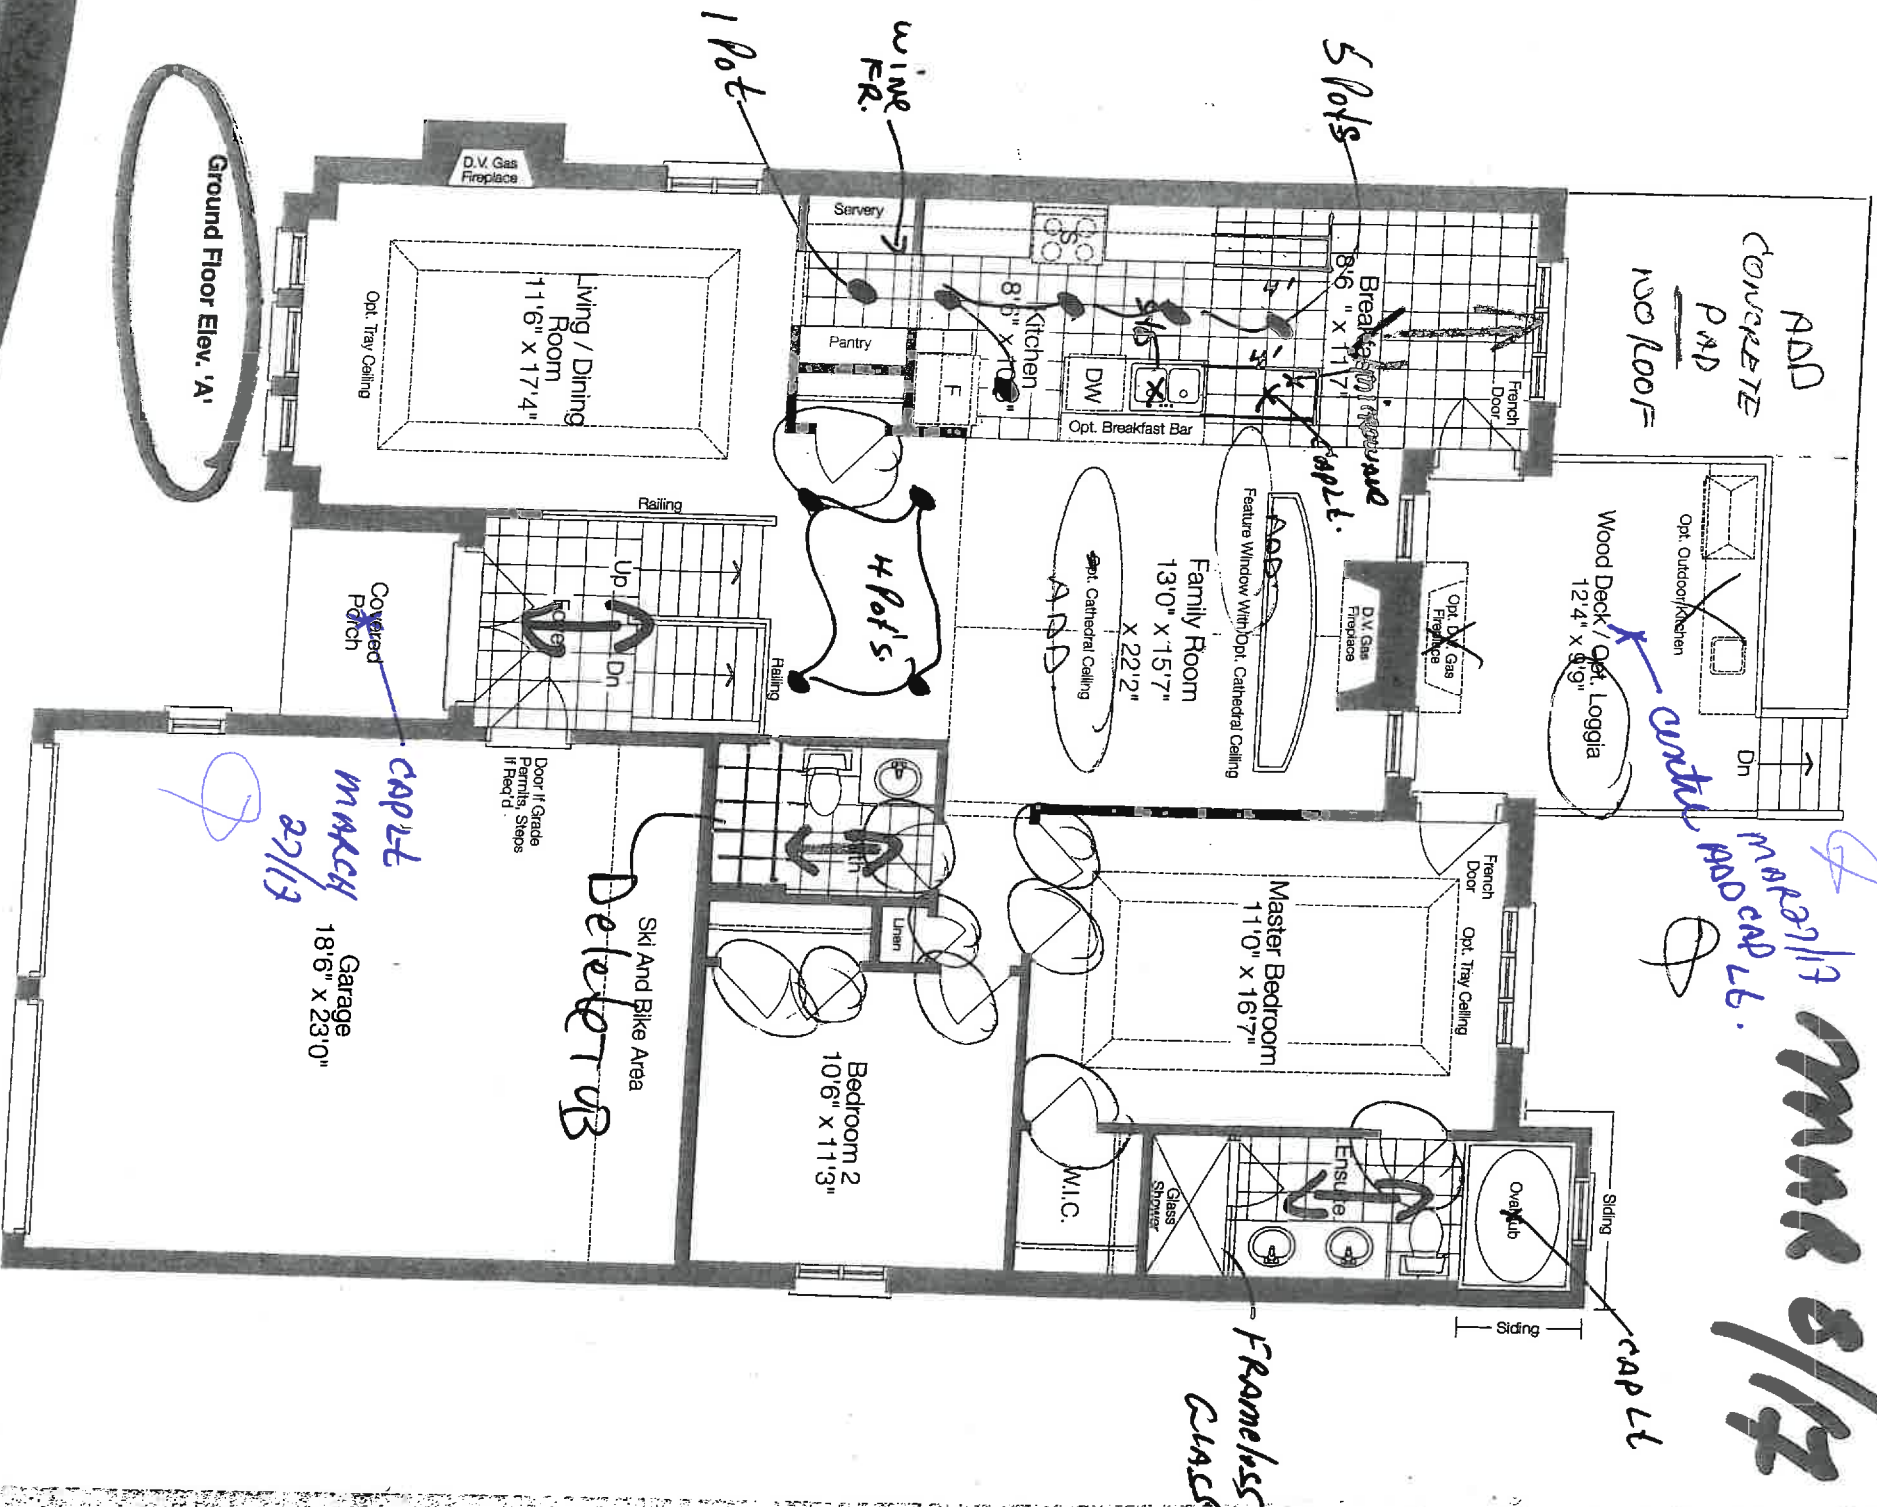 MAR 8/17
MAR 27/17
ADD CAP Lt.
Centre
ADD
CONCRETE
PAD
NO ROOF
Siding
Siding
CAP Lt
FRAMEless
GLASS
Opt. Outdoor Kitchen
Wood Deck / Opt. Loggia
12'4" x 9'9"
Dn
French
Door
French
Door
Opt. D.V. Gas
Fireplace
D.V. Gas
Fireplace
Opt. Tray Ceiling
Master Bedroom
11'0" x 16'7"
Oval Tub
Ensuite
Glass
Shower
W.I.C.
5 Pots
Breakfast
8'6" x 11'7"
4'
4'
CAP Lt.
Feature Window With Opt. Cathedral Ceiling
ADD
Family Room
13'0" x 15'7"
x 22'2"
Opt. Cathedral Ceiling
ADD
Opt. Breakfast Bar
DW
S
Kitchen
F
WINE
FR.
1 Pot
Servery
Pantry
4 Pot's.
Linen
Bedroom 2
10'6" x 11'3"
Bath
Living / Dining
Room
11'6" x 17'4"
Opt. Tray Ceiling
D.V. Gas
Fireplace
Railing
Railing
Up
Dn
Foyer
Covered
Porch
CAP Lt
MARCH
27/17
Door If Grade
Permits, Steps
If Req'd.
Delete TUB
Ski And Bike Area
Garage
18'6" x 23'0"
Ground Floor Elev. 'A'